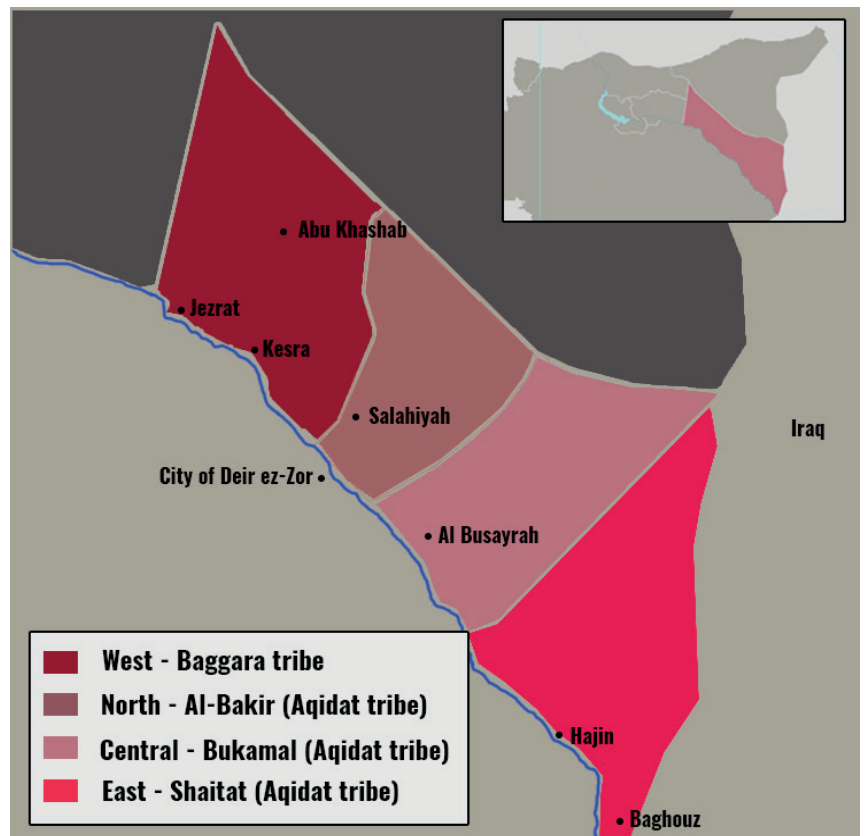 Abu Khashab
Jezrat
Kesra
Salahiyah
Iraq
City of Deir ez-Zor
Al Busayrah
West - Baggara tribe
North - Al-Bakir (Aqidat tribe)
Central - Bukamal (Aqidat tribe)
East - Shaitat (Aqidat tribe)
Hajin
Baghouz